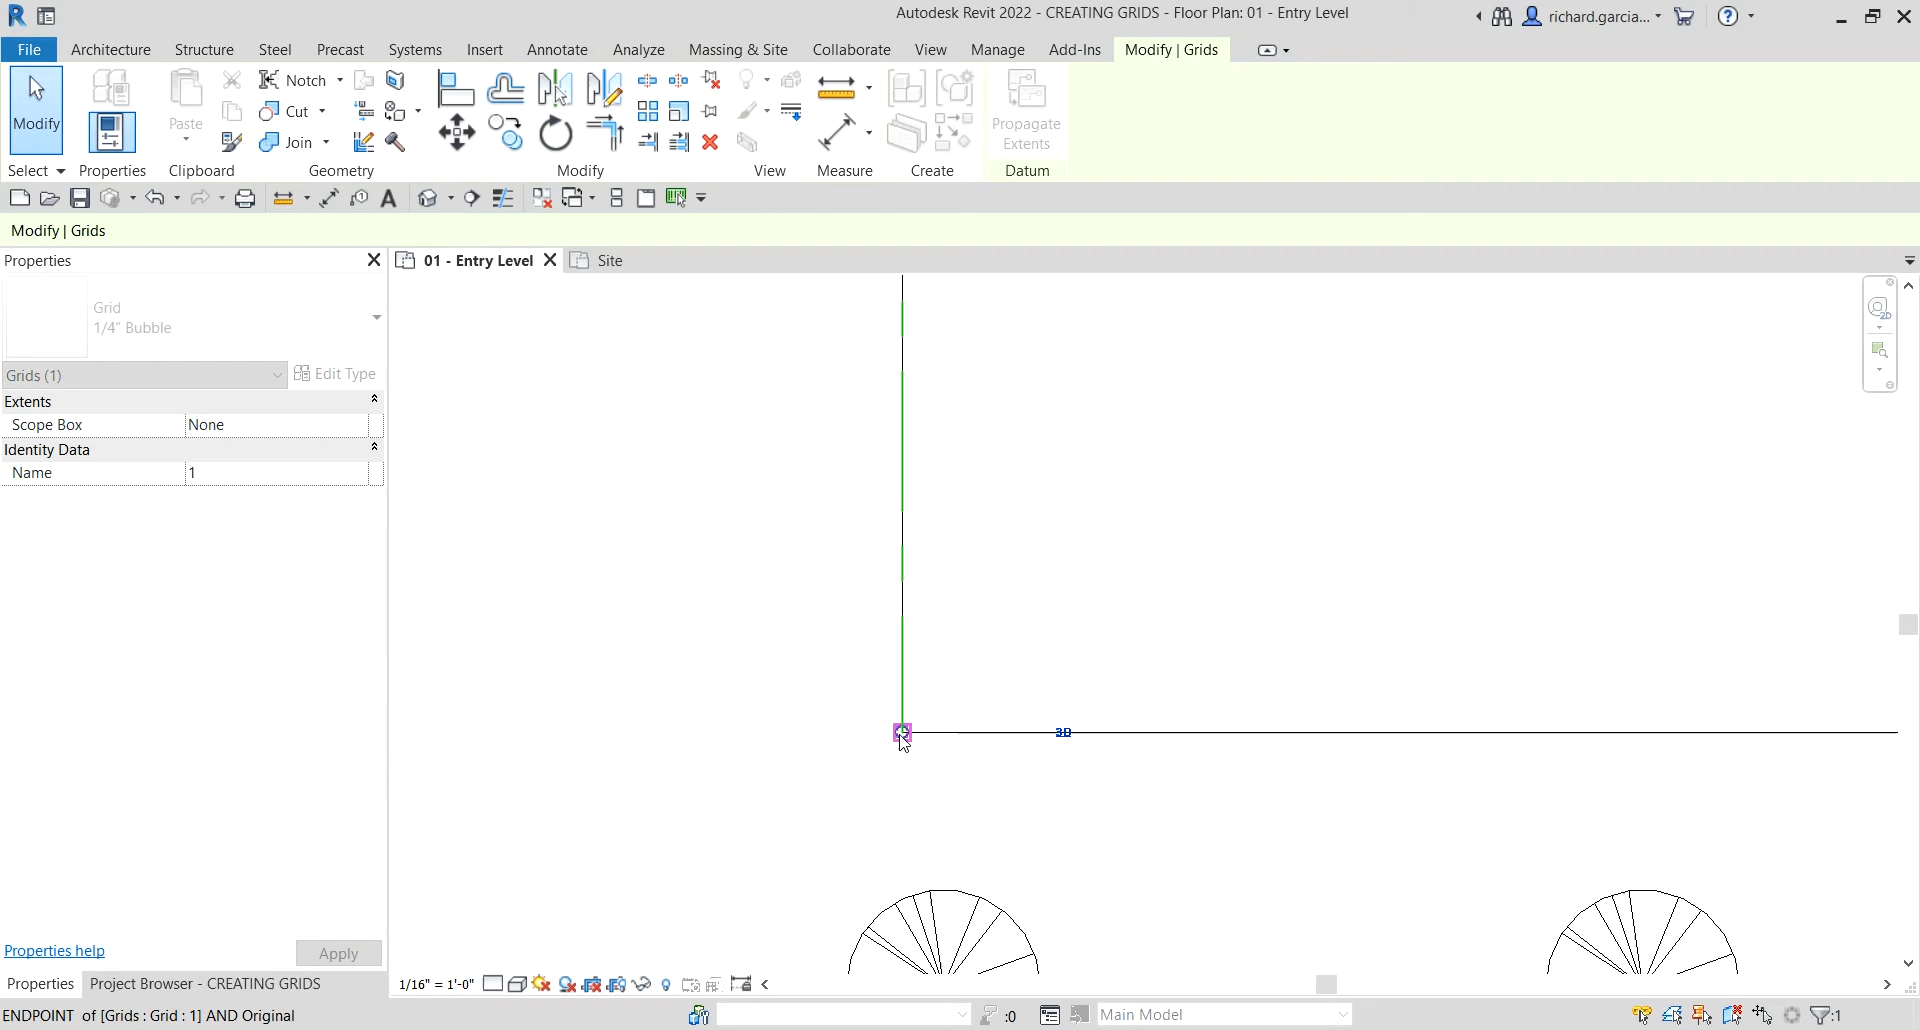 Autodesk Revit 2022 - CREATING GRIDS - Floor Plan: 01 - Entry Level
richard.garcia...
File Architecture Structure Steel Precast Systems Insert Annotate Analyze Massing & Site Collaborate View Manage Add-Ins Modify | Grids
Modify
Paste
Notch
Cut
Join
Propagate
Extents
Select Properties Clipboard Geometry Modify View Measure Create Datum
Modify | Grids
Properties
01 - Entry Level
Site
Grid
1/4" Bubble
Grids (1)
Edit Type
Extents
Scope Box None
Identity Data
Name 1
2D
3D
Properties help
Apply
Properties
Project Browser - CREATING GRIDS
1/16" = 1'-0"
ENDPOINT of [Grids : Grid : 1] AND Original
:0
Main Model
:1